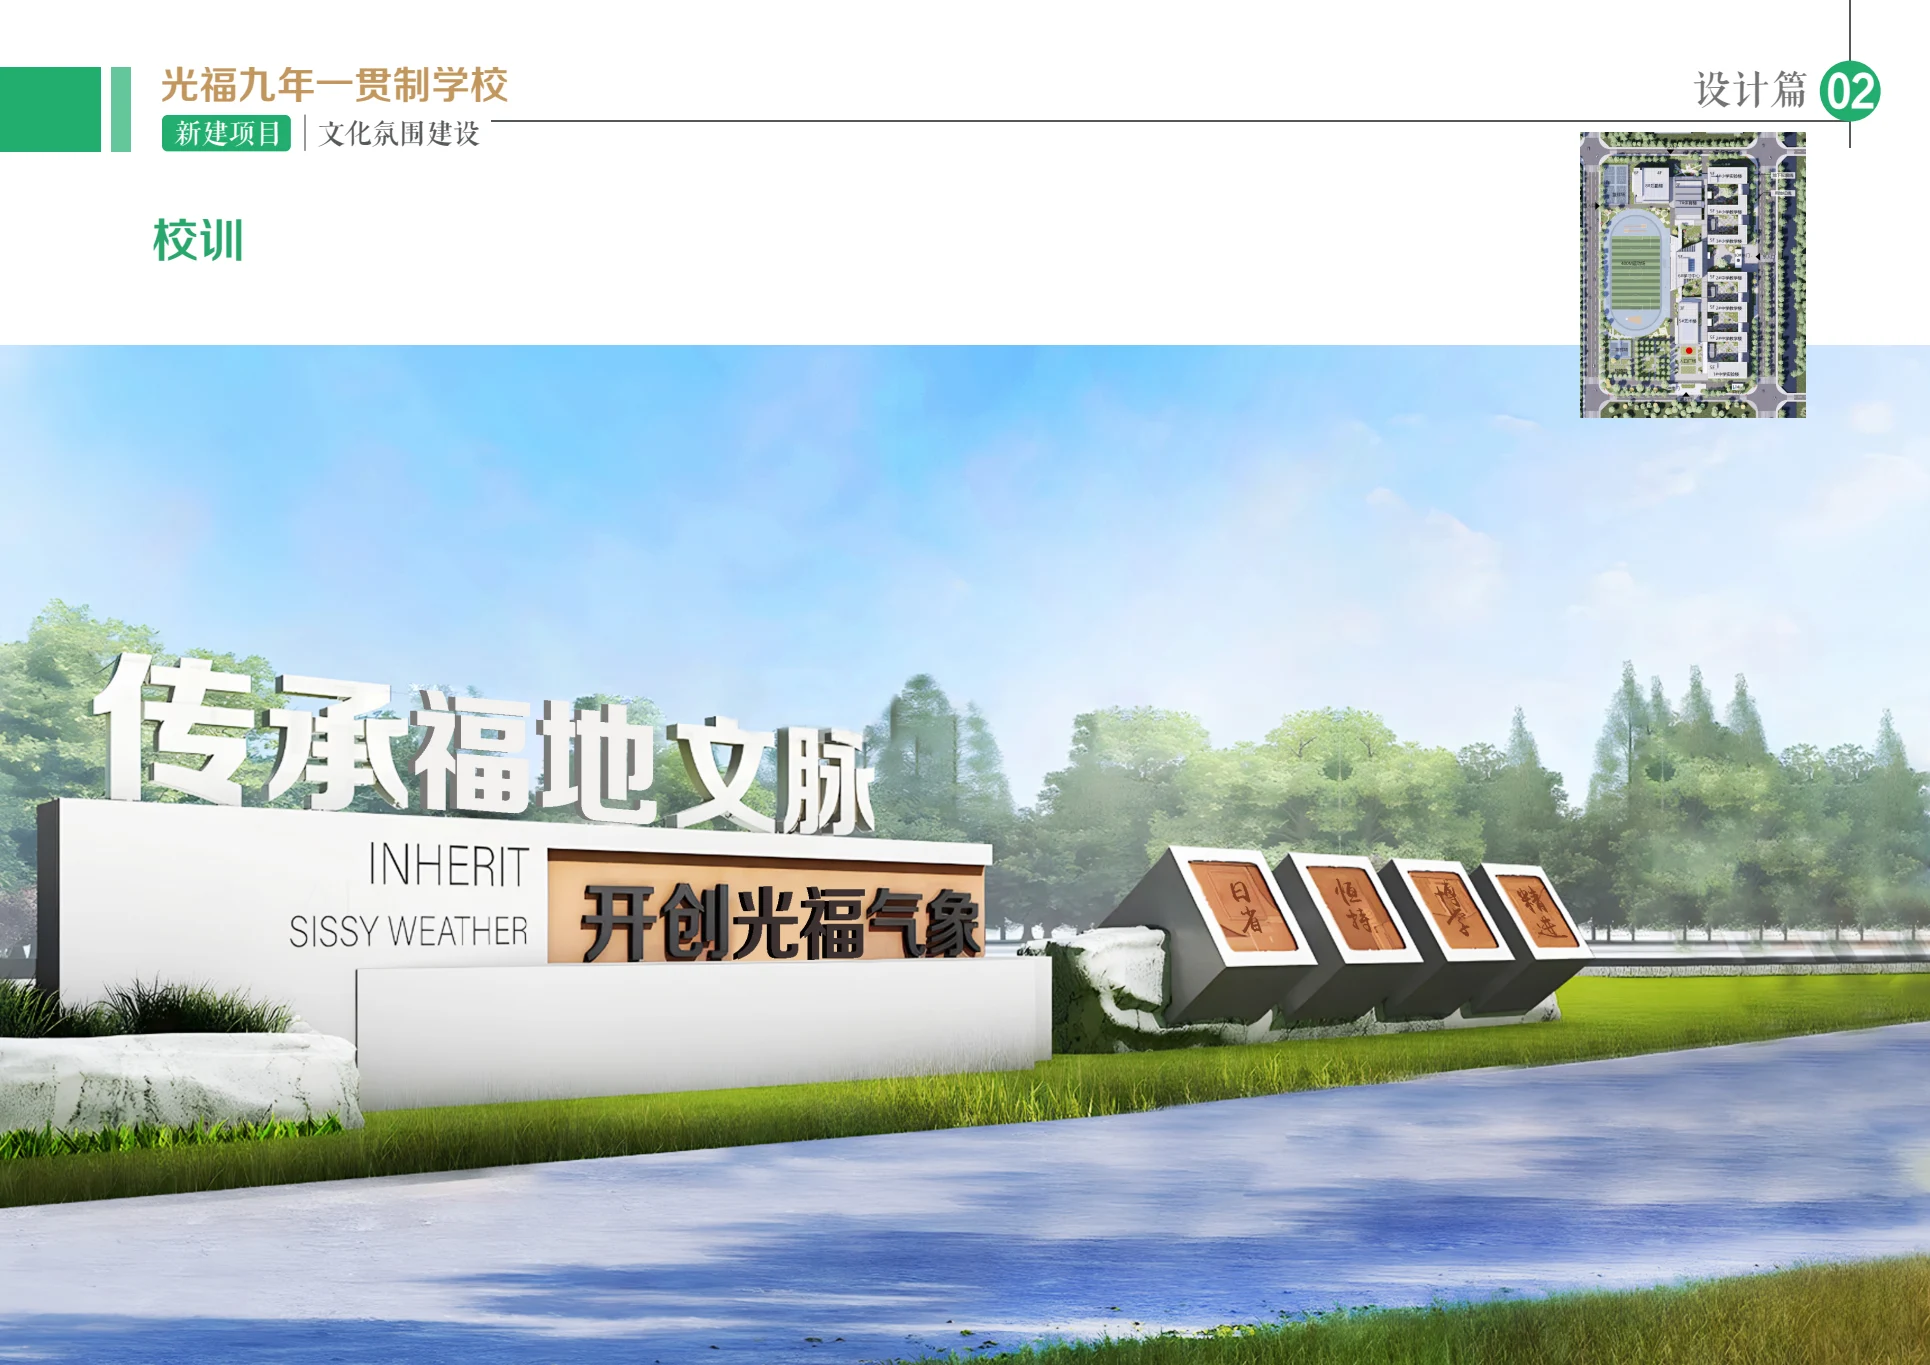 光福九年一贯制学校
新建项目 文化氛围建设
设计篇 02
校训
传承福地文脉
INHERIT
SISSY WEATHER
开创光福气象
日省
恒持
博学
精进